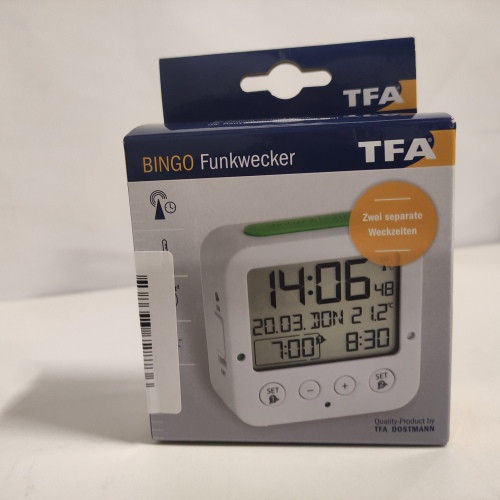 TFA
BINGO Funkwecker
TFA
Zwei separate
Weckzeiten
14:06 48
20.03. DON 21.2°C
7:00 8:30
SET - + SET
Quality-Product by
TFA DOSTMANN